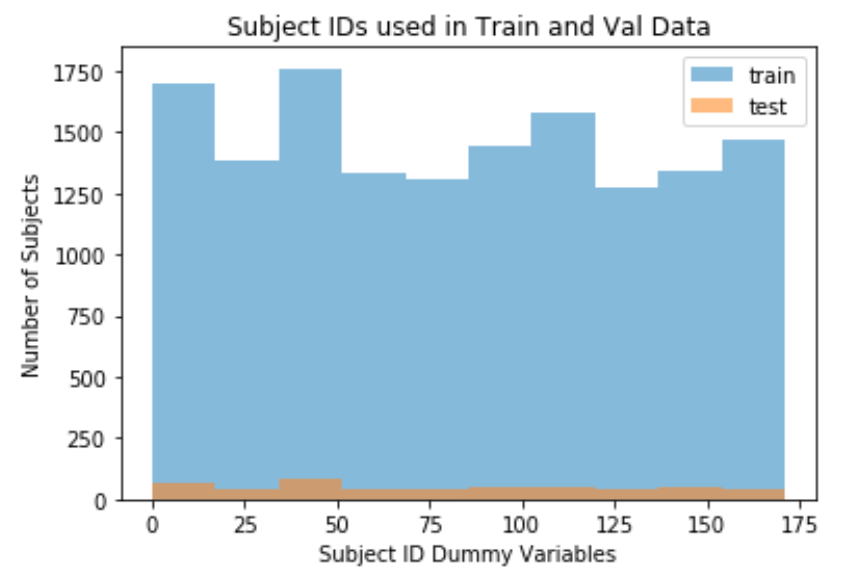 Subject IDs used in Train and Val Data
train
test
Number of Subjects
1750
1500
1250
1000
750
500
250
0
0 25 50 75 100 125 150 175
Subject ID Dummy Variables